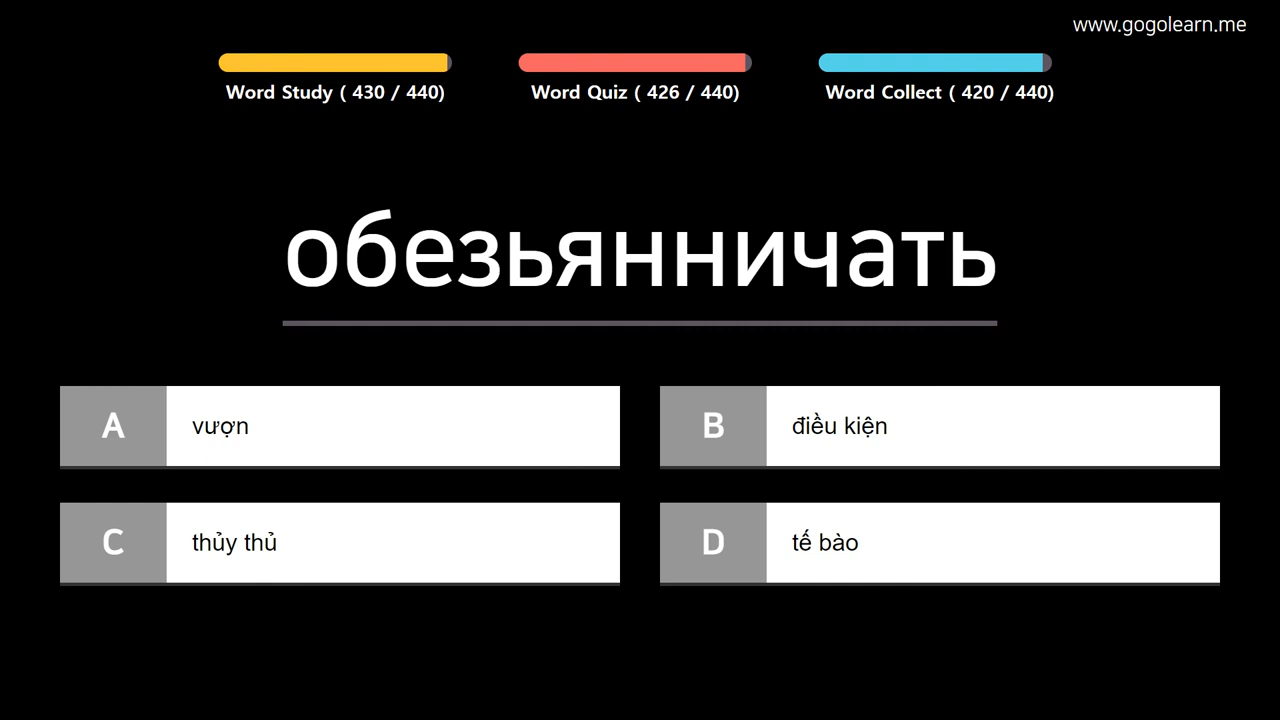 www.gogolearn.me
Word Study ( 430 / 440)
Word Quiz ( 426 / 440)
Word Collect ( 420 / 440)
обезьянничать
A vượn
B điều kiện
C thủy thủ
D tế bào